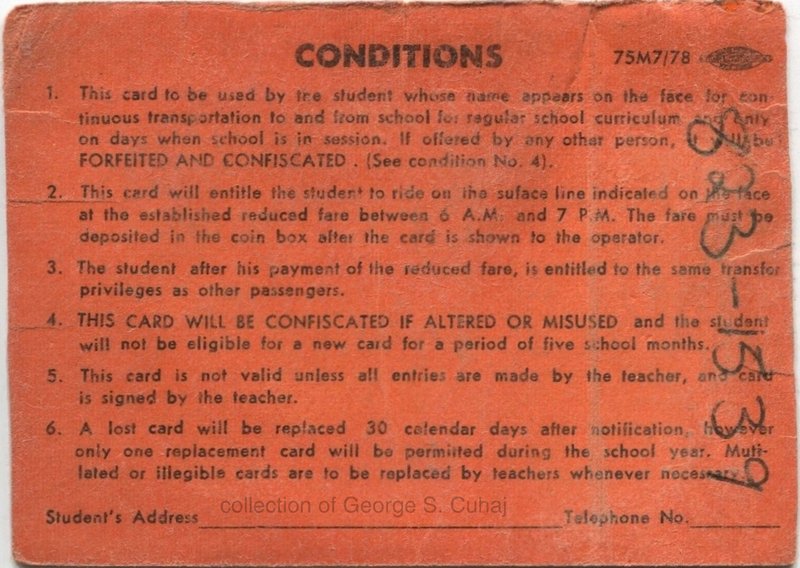 CONDITIONS
75M7/78
1. This card to be used by the student whose name appears on the face for con-
tinuous transportation to and from school for regular school curriculum and only
on days when school is in session. If offered by any other person, will be
FORFEITED AND CONFISCATED . (See condition No. 4).
2. This card will entitle the student to ride on the suface line indicated on the face
at the established reduced fare between 6 A.M. and 7 P.M. The fare must be
deposited in the coin box after the card is shown to the operator.
3. The student after his payment of the reduced fare, is entitled to the same transfer
privileges as other passengers.
4. THIS CARD WILL BE CONFISCATED IF ALTERED OR MISUSED and the student
will not be eligible for a new card for a period of five school months.
5. This card is not valid unless all entries are made by the teacher, and card
is signed by the teacher.
6. A lost card will be replaced 30 calendar days after notification, however
only one replacement card will be permitted during the school year. Muti-
lated or illegible cards are to be replaced by teachers whenever necessary.
collection of George S. Cuhaj
Student's Address Telephone No.
833-1539